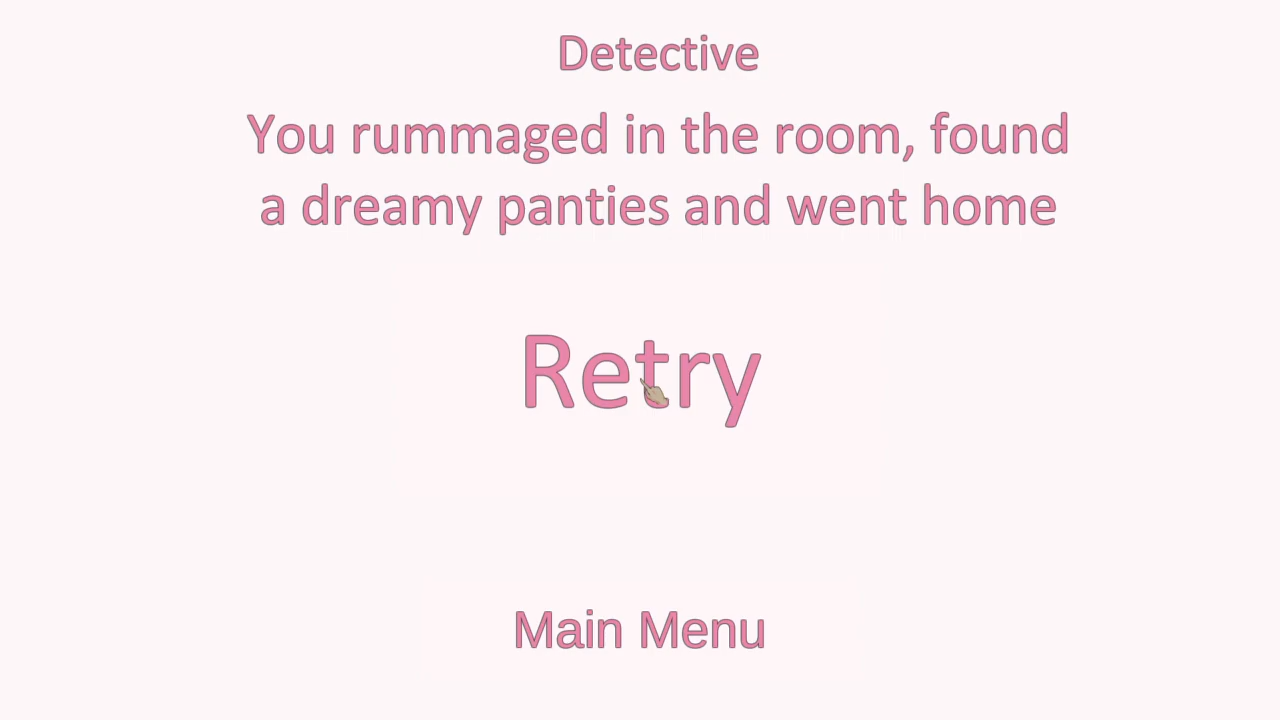 Detective
You rummaged in the room, found
a dreamy panties and went home
Retry
Main Menu